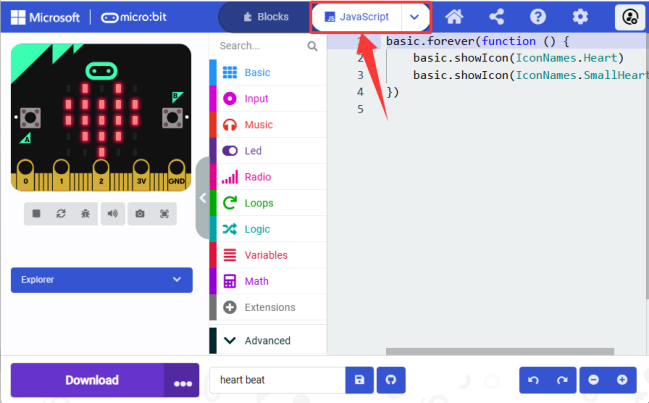 Microsoft
micro:bit
Blocks
JS JavaScript
Search...
Basic
Input
Music
Led
Radio
Loops
Logic
Variables
Math
Extensions
Advanced
1 basic.forever(function () {
2 basic.showIcon(IconNames.Heart)
3 basic.showIcon(IconNames.SmallHeart
4 })
5
A
B
0 1 2 3V GND
Explorer
Download
heart beat